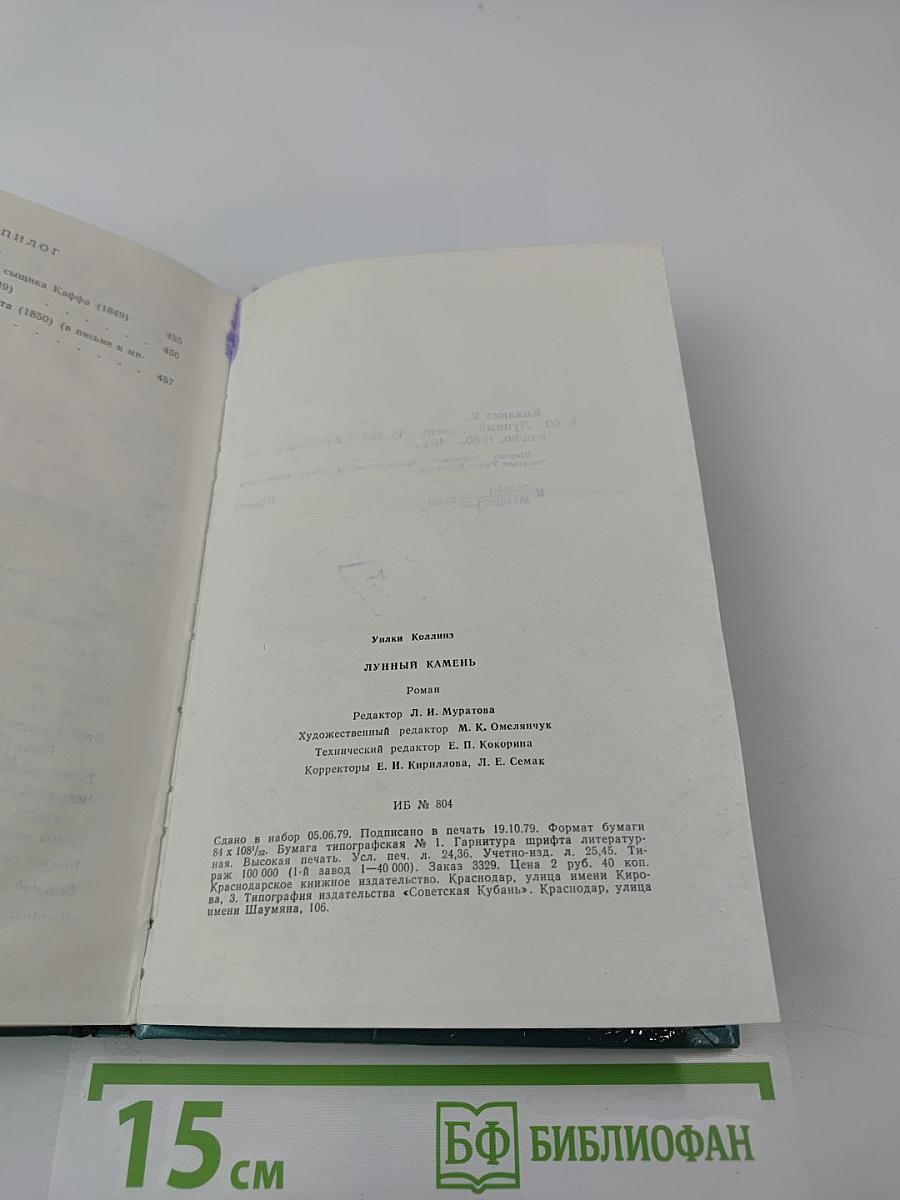 пилог
сыщика Каффа (1849)
455
456
та (1850) (в письме к ми-
457
Уилки Коллинз
ЛУННЫЙ КАМЕНЬ
Роман
Редактор Л. И. Муратова
Художественный редактор М. К. Омелянчук
Технический редактор Е. П. Кокорина
Корректоры Е. И. Кириллова, Л. Е. Семак
ИБ № 804
Сдано в набор 05.06.79. Подписано в печать 19.10.79. Формат бумаги
84 х 108¹/₃₂. Бумага типографская № 1. Гарнитура шрифта литератур-
ная. Высокая печать. Усл. печ. л. 24,36. Учетно-изд. л. 25,45. Ти-
раж 100 000 (1-й завод 1—40 000). Заказ 3329. Цена 2 руб. 40 коп.
Краснодарское книжное издательство. Краснодар, улица имени Киро-
ва, 3. Типография издательства «Советская Кубань». Краснодар, улица
имени Шаумяна, 106.
15 см
БФ БИБЛИОФАН